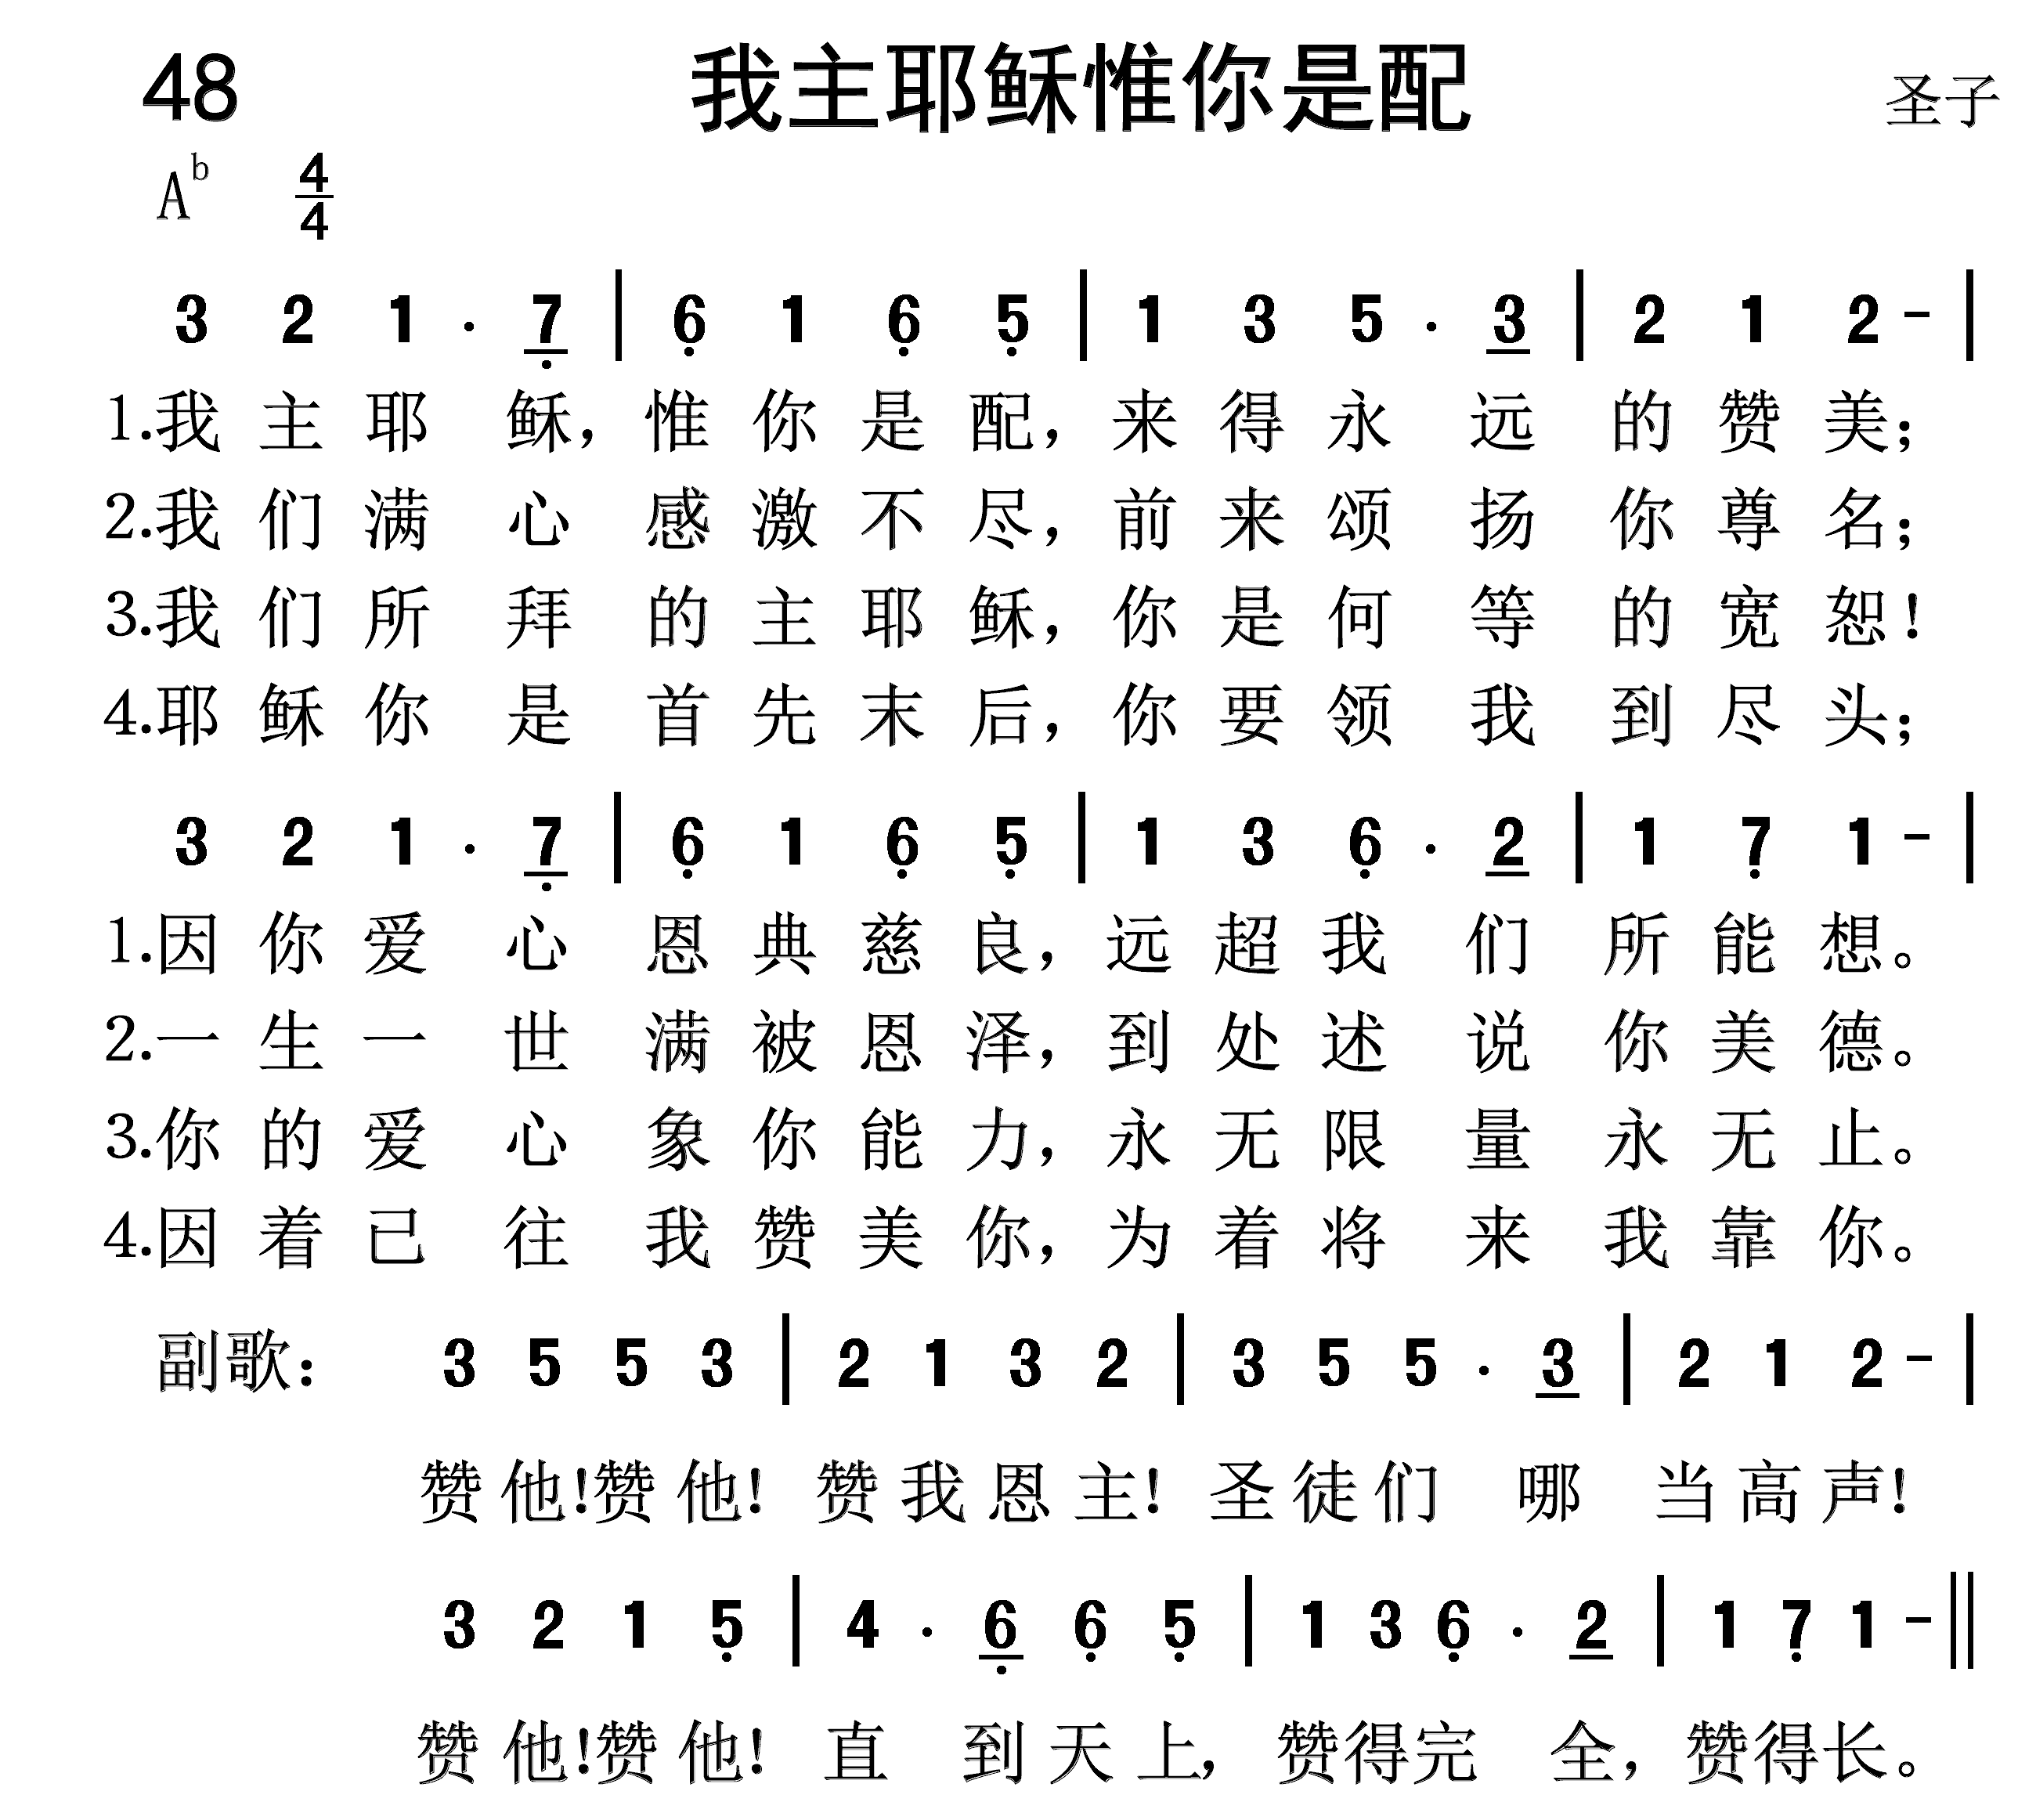 48 我主耶稣惟你是配 圣子
A♭ 4/4
3 2 1 . 7̣ | 6̣ 1 6̣ 5̣ | 1 3 5 . 3 | 2 1 2 - |
1.我主耶稣，惟你是配，来得永远的赞美；
2.我们满心感激不尽，前来颂扬你尊名；
3.我们所拜的主耶稣，你是何等的宽恕！
4.耶稣你是首先末后，你要领我到尽头；
3 2 1 . 7̣ | 6̣ 1 6̣ 5̣ | 1 3 6̣ . 2 | 1 7̣ 1 - |
1.因你爱心恩典慈良，远超我们所能想。
2.一生一世满被恩泽，到处述说你美德。
3.你的爱心象你能力，永无限量永无止。
4.因着已往我赞美你，为着将来我靠你。
副歌： 3 5 5 3 | 2 1 3 2 | 3 5 5 . 3 | 2 1 2 - |
赞他！赞他！赞我恩主！圣徒们哪当高声！
3 2 1 5̣ | 4 . 6̣ 6̣ 5̣ | 1 3 6̣ . 2 | 1 7̣ 1 - ||
赞他！赞他！直到天上，赞得完全，赞得长。